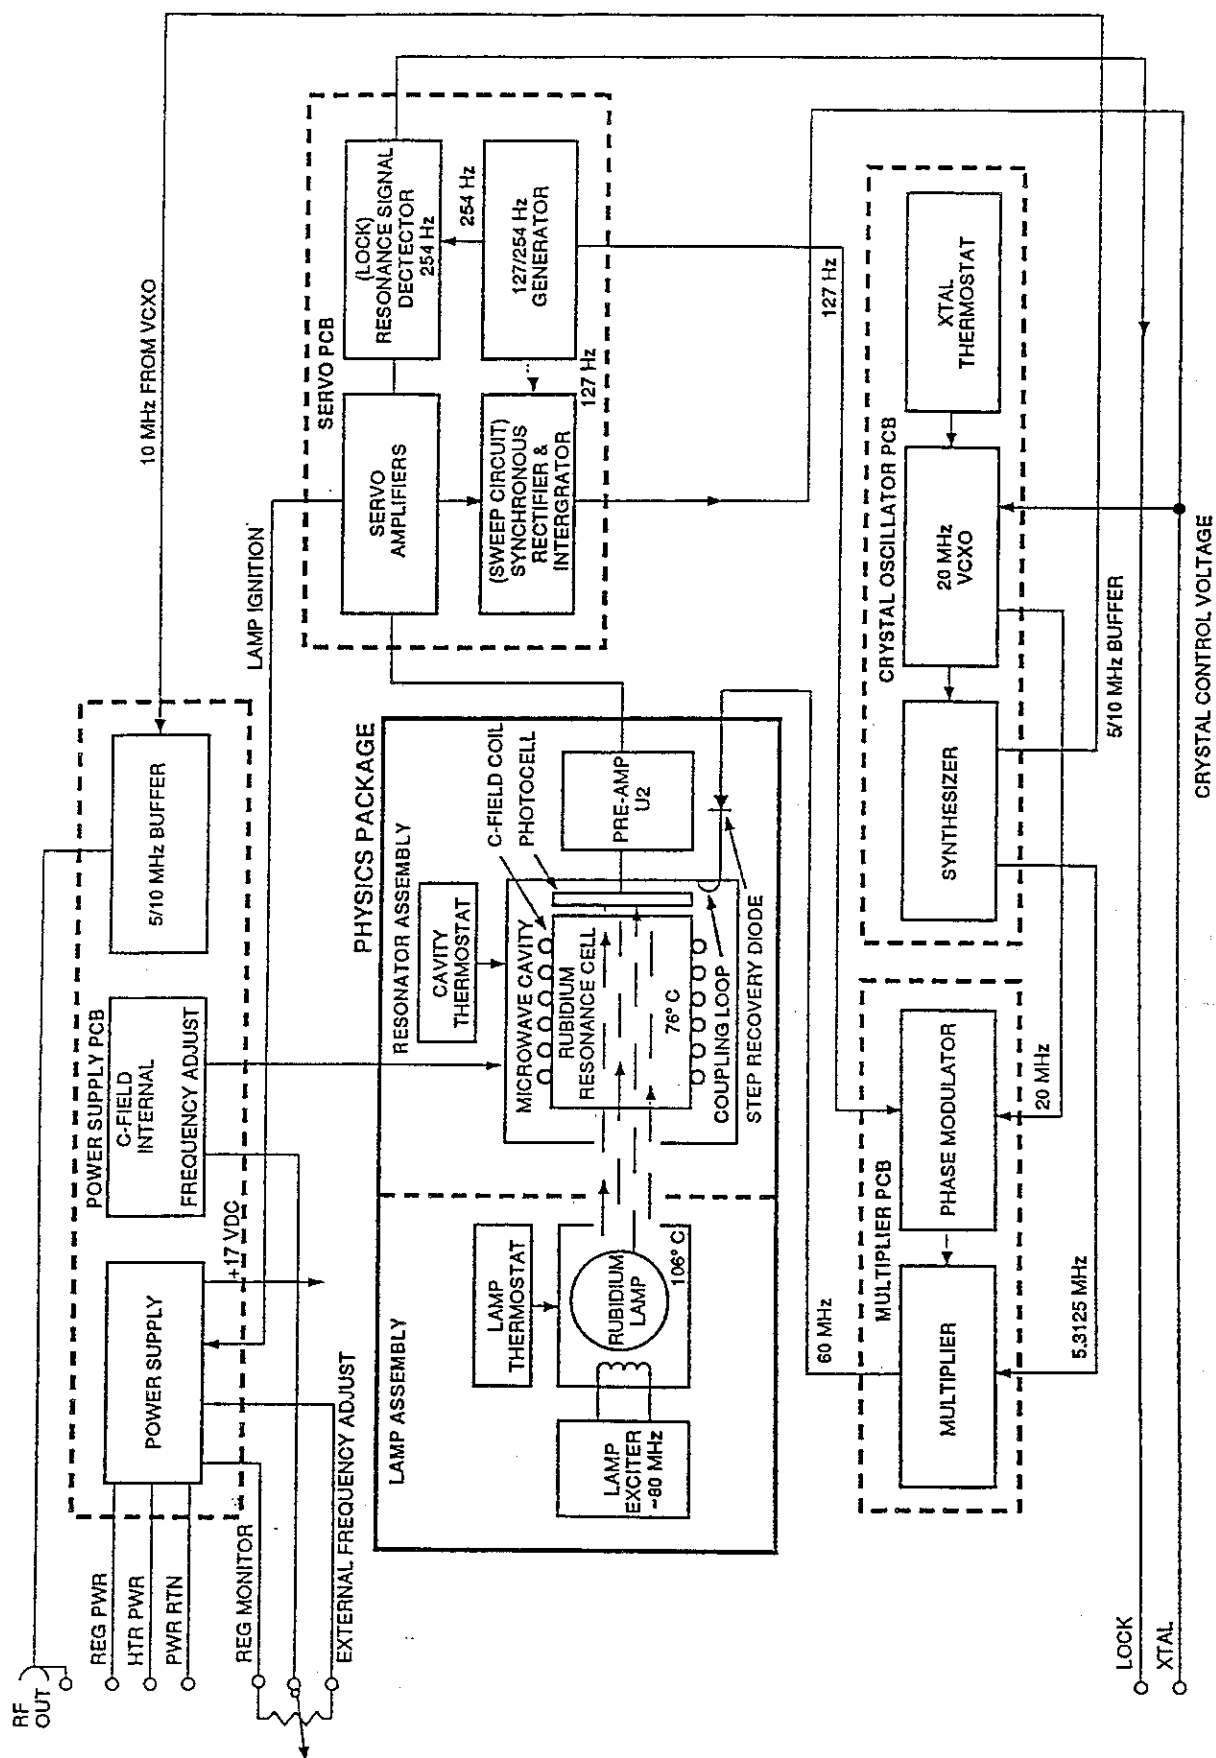 RF
OUT
REG PWR
HTR PWR
PWR RTN
REG MONITOR
EXTERNAL FREQUENCY ADJUST
POWER SUPPLY PCB
POWER SUPPLY
+17 VDC
C-FIELD
INTERNAL
FREQUENCY ADJUST
5/10 MHz BUFFER
10 MHz FROM VCXO
LAMP IGNITION
SERVO PCB
SERVO
AMPLIFIERS
(LOCK)
RESONANCE SIGNAL
DECTECTOR
254 Hz
254 Hz
(SWEEP CIRCUIT)
SYNCHRONOUS
RECTIFIER &
INTERGRATOR
127 Hz
127/254 Hz
GENERATOR
PHYSICS PACKAGE
LAMP ASSEMBLY
LAMP
THERMOSTAT
LAMP
EXCITER
~80 MHz
RUBIDIUM
LAMP
106° C
RESONATOR ASSEMBLY
CAVITY
THERMOSTAT
MICROWAVE CAVITY
RUBIDIUM
RESONANCE CELL
76° C
C-FIELD COIL
PHOTOCELL
PRE-AMP
U2
COUPLING LOOP
STEP RECOVERY DIODE
60 MHz
127 Hz
MULTIPLIER PCB
MULTIPLIER
PHASE MODULATOR
5.3125 MHz
20 MHz
CRYSTAL OSCILLATOR PCB
SYNTHESIZER
20 MHz
VCXO
XTAL
THERMOSTAT
5/10 MHz BUFFER
LOCK
XTAL
CRYSTAL CONTROL VOLTAGE